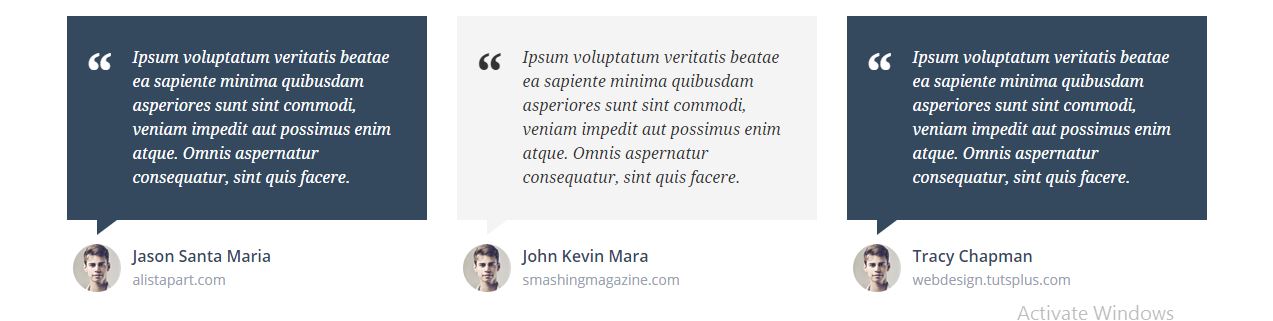 “ Ipsum voluptatum veritatis beatae
ea sapiente minima quibusdam
asperiores sunt sint commodi,
veniam impedit aut possimus enim
atque. Omnis aspernatur
consequatur, sint quis facere.
Jason Santa Maria
alistapart.com
“ Ipsum voluptatum veritatis beatae
ea sapiente minima quibusdam
asperiores sunt sint commodi,
veniam impedit aut possimus enim
atque. Omnis aspernatur
consequatur, sint quis facere.
John Kevin Mara
smashingmagazine.com
“ Ipsum voluptatum veritatis beatae
ea sapiente minima quibusdam
asperiores sunt sint commodi,
veniam impedit aut possimus enim
atque. Omnis aspernatur
consequatur, sint quis facere.
Tracy Chapman
webdesign.tutsplus.com
Activate Windows